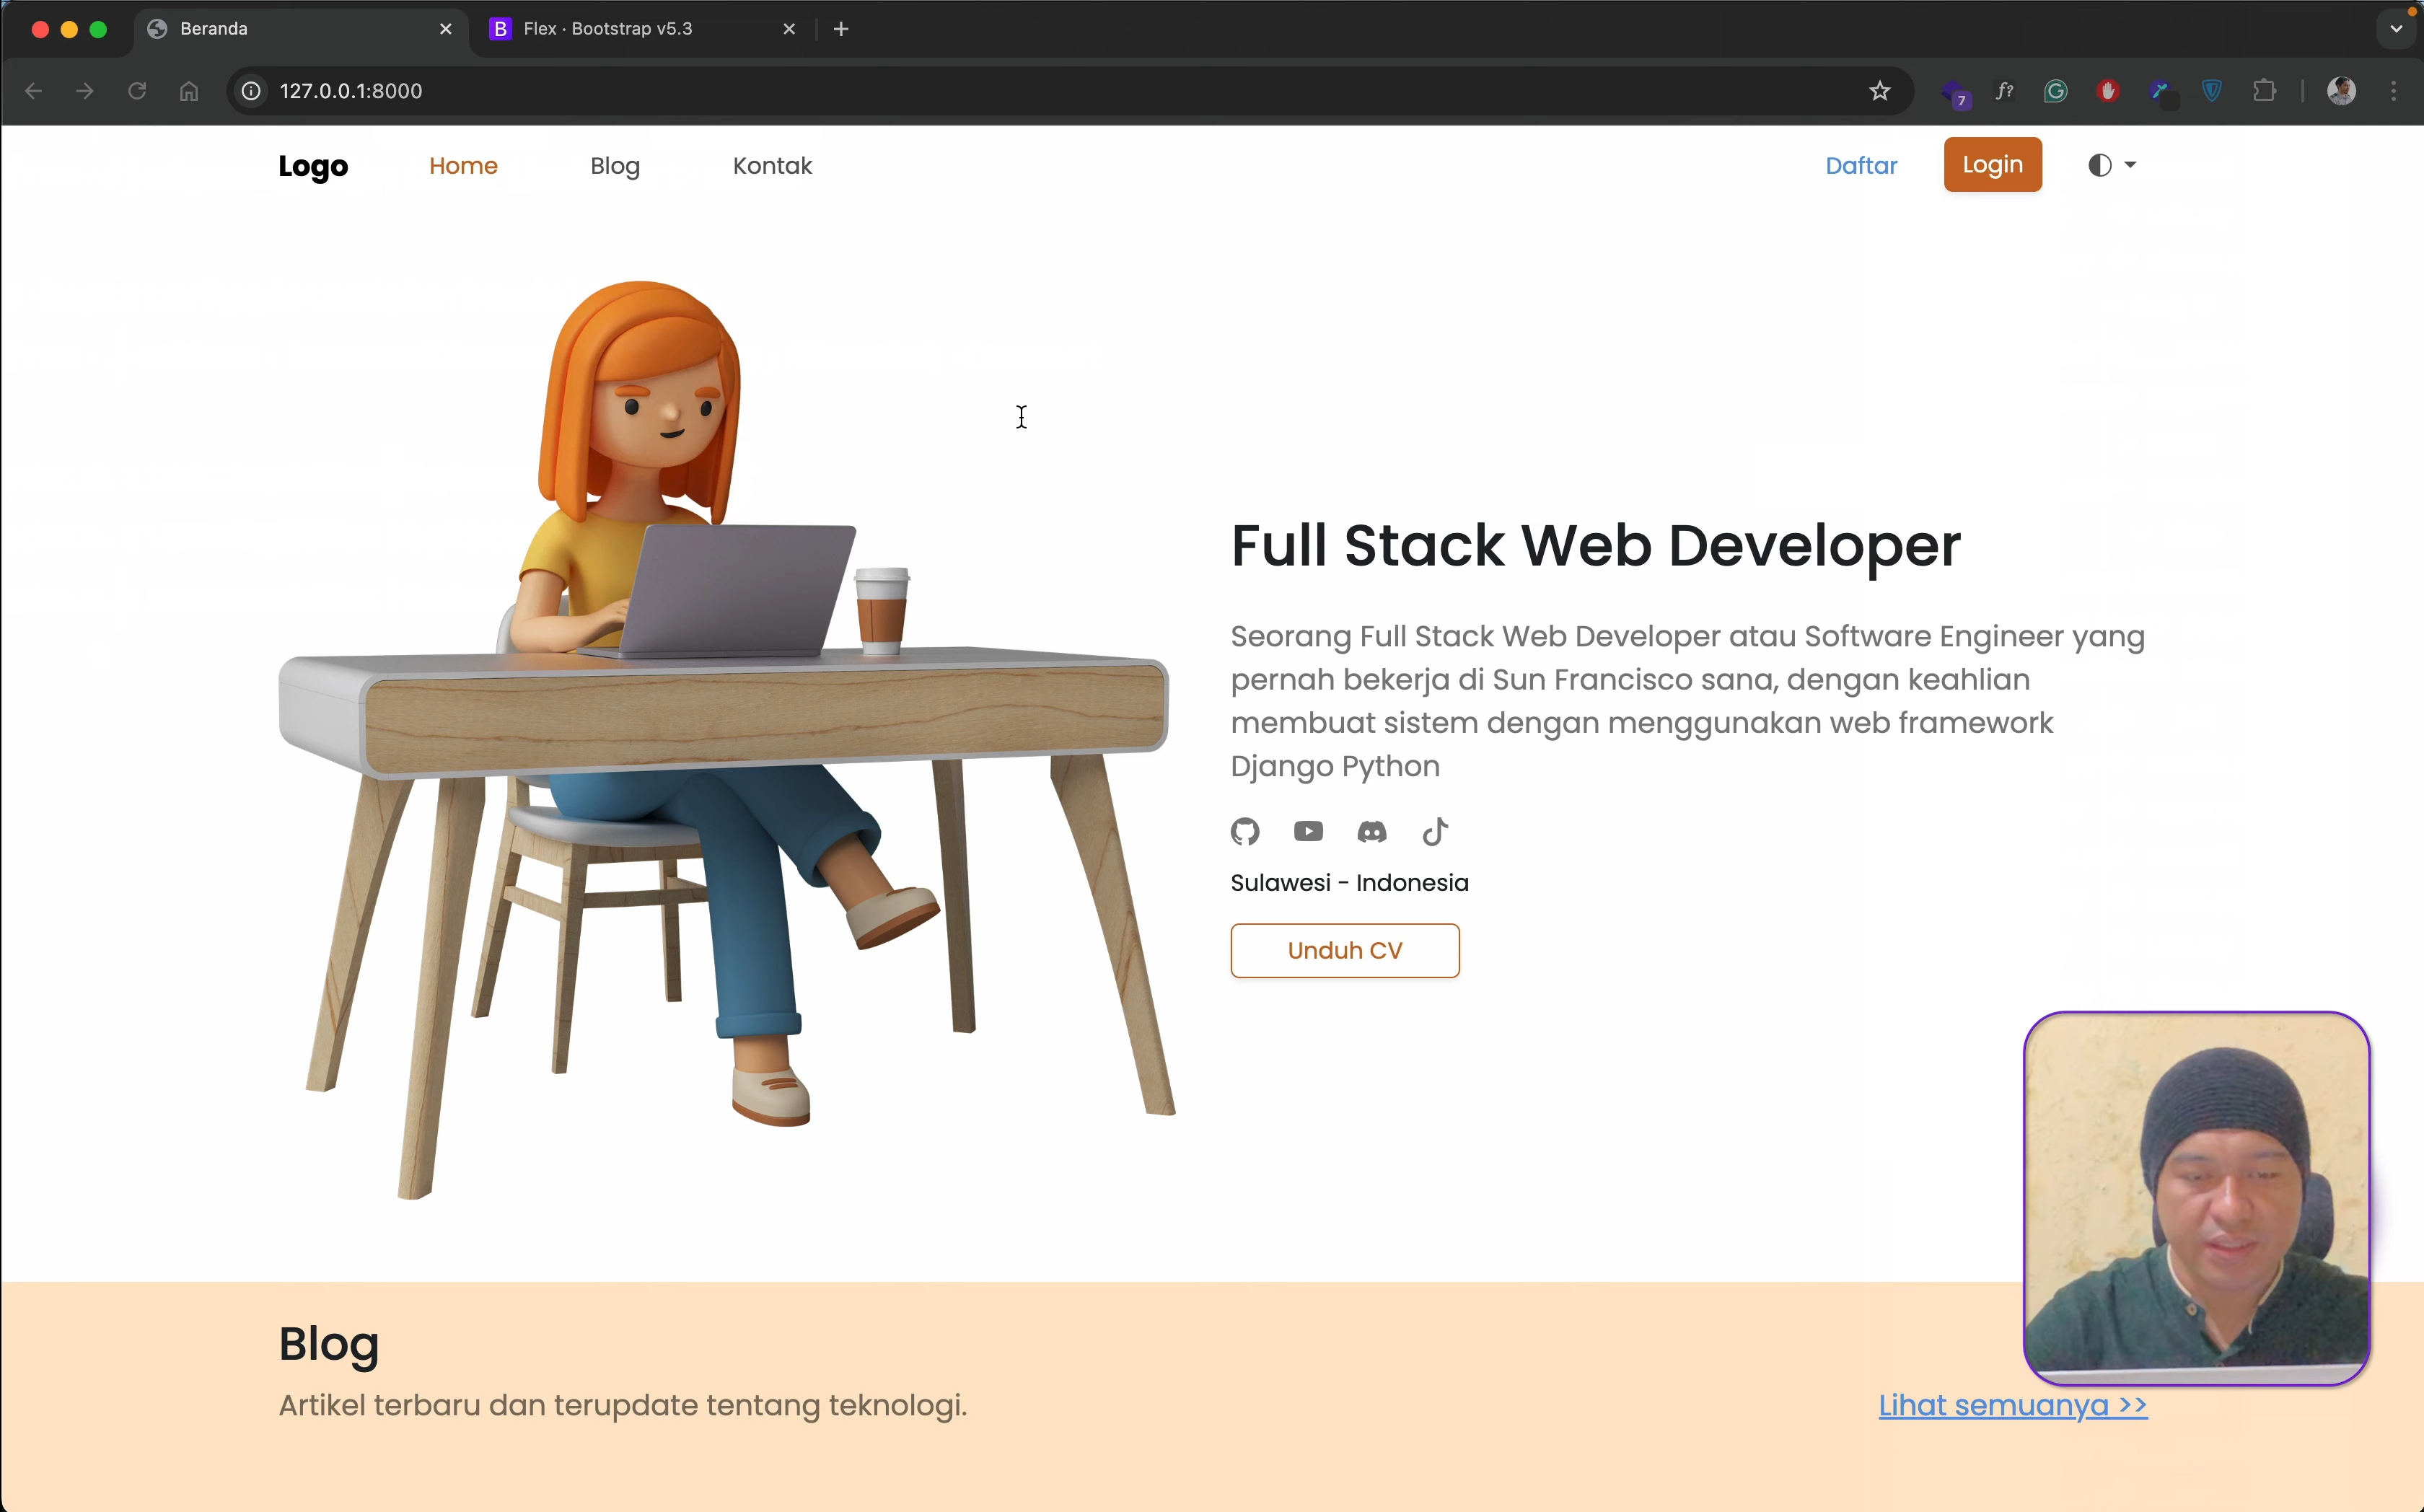 Beranda
Flex · Bootstrap v5.3
127.0.0.1:8000
7
f?
Logo
Home
Blog
Kontak
Daftar
Login
Full Stack Web Developer
Seorang Full Stack Web Developer atau Software Engineer yang
pernah bekerja di Sun Francisco sana, dengan keahlian
membuat sistem dengan menggunakan web framework
Django Python
Sulawesi - Indonesia
Unduh CV
Blog
Artikel terbaru dan terupdate tentang teknologi.
Lihat semuanya >>